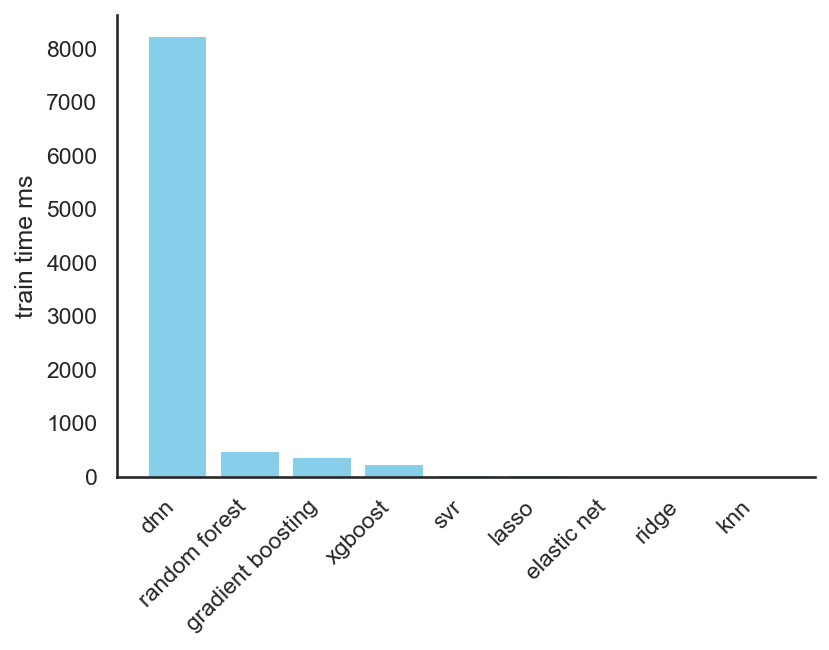 train time ms
8000
7000
6000
5000
4000
3000
2000
1000
0
dnn
random forest
gradient boosting
xgboost
svr
lasso
elastic net
ridge
knn